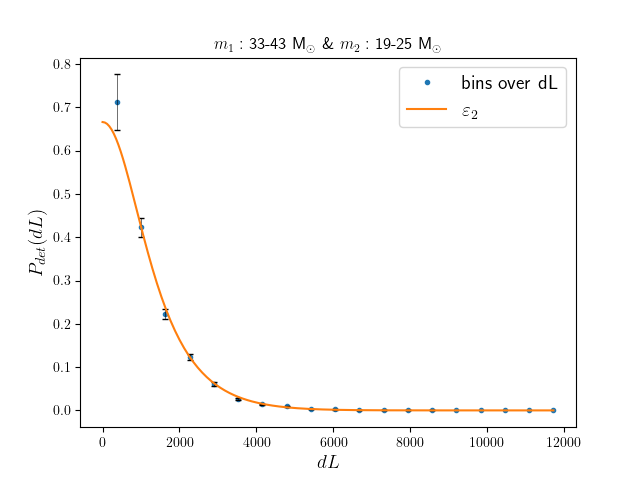 m₁ : 33-43 M⊙ & m₂ : 19-25 M⊙
bins over dL
ε₂
P_det(dL)
0.8
0.7
0.6
0.5
0.4
0.3
0.2
0.1
0.0
0 2000 4000 6000 8000 10000 12000
dL